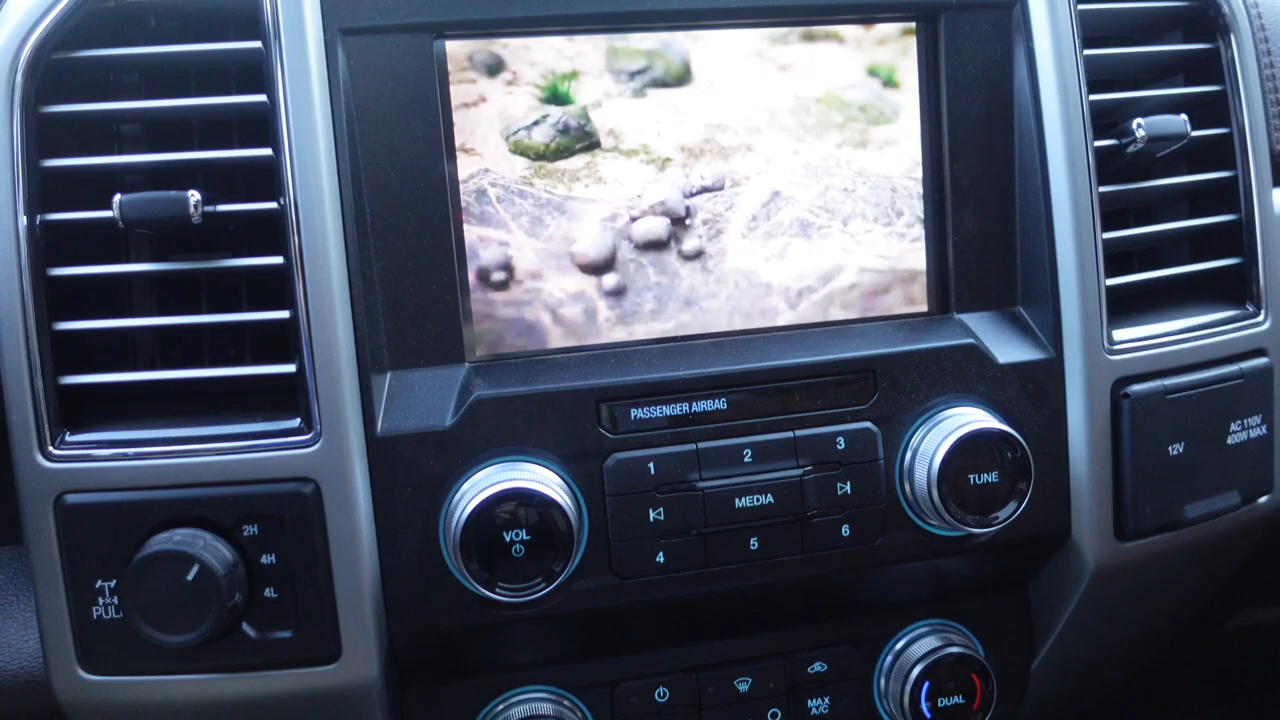 PASSENGER AIRBAG
1
2
3
VOL
MEDIA
TUNE
4
5
6
12V
AC 110V
400W MAX
2H
4H
4L
PULL
MAX
A/C
DUAL